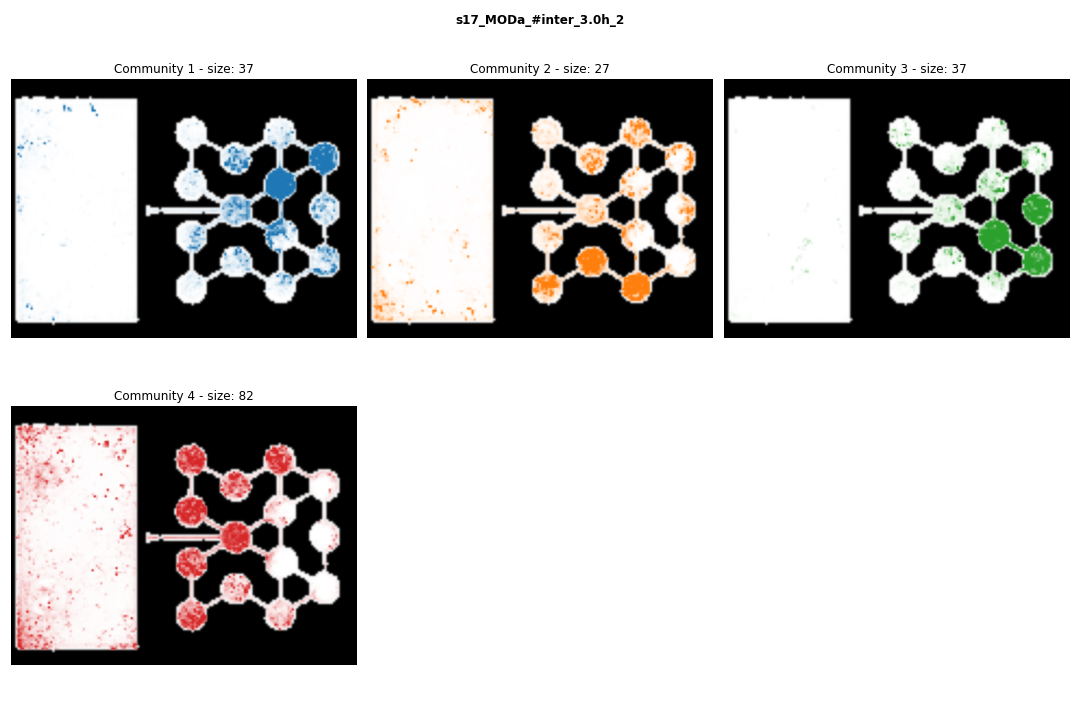 s17_MODa_#inter_3.0h_2
Community 1 - size: 37
Community 2 - size: 27
Community 3 - size: 37
Community 4 - size: 82